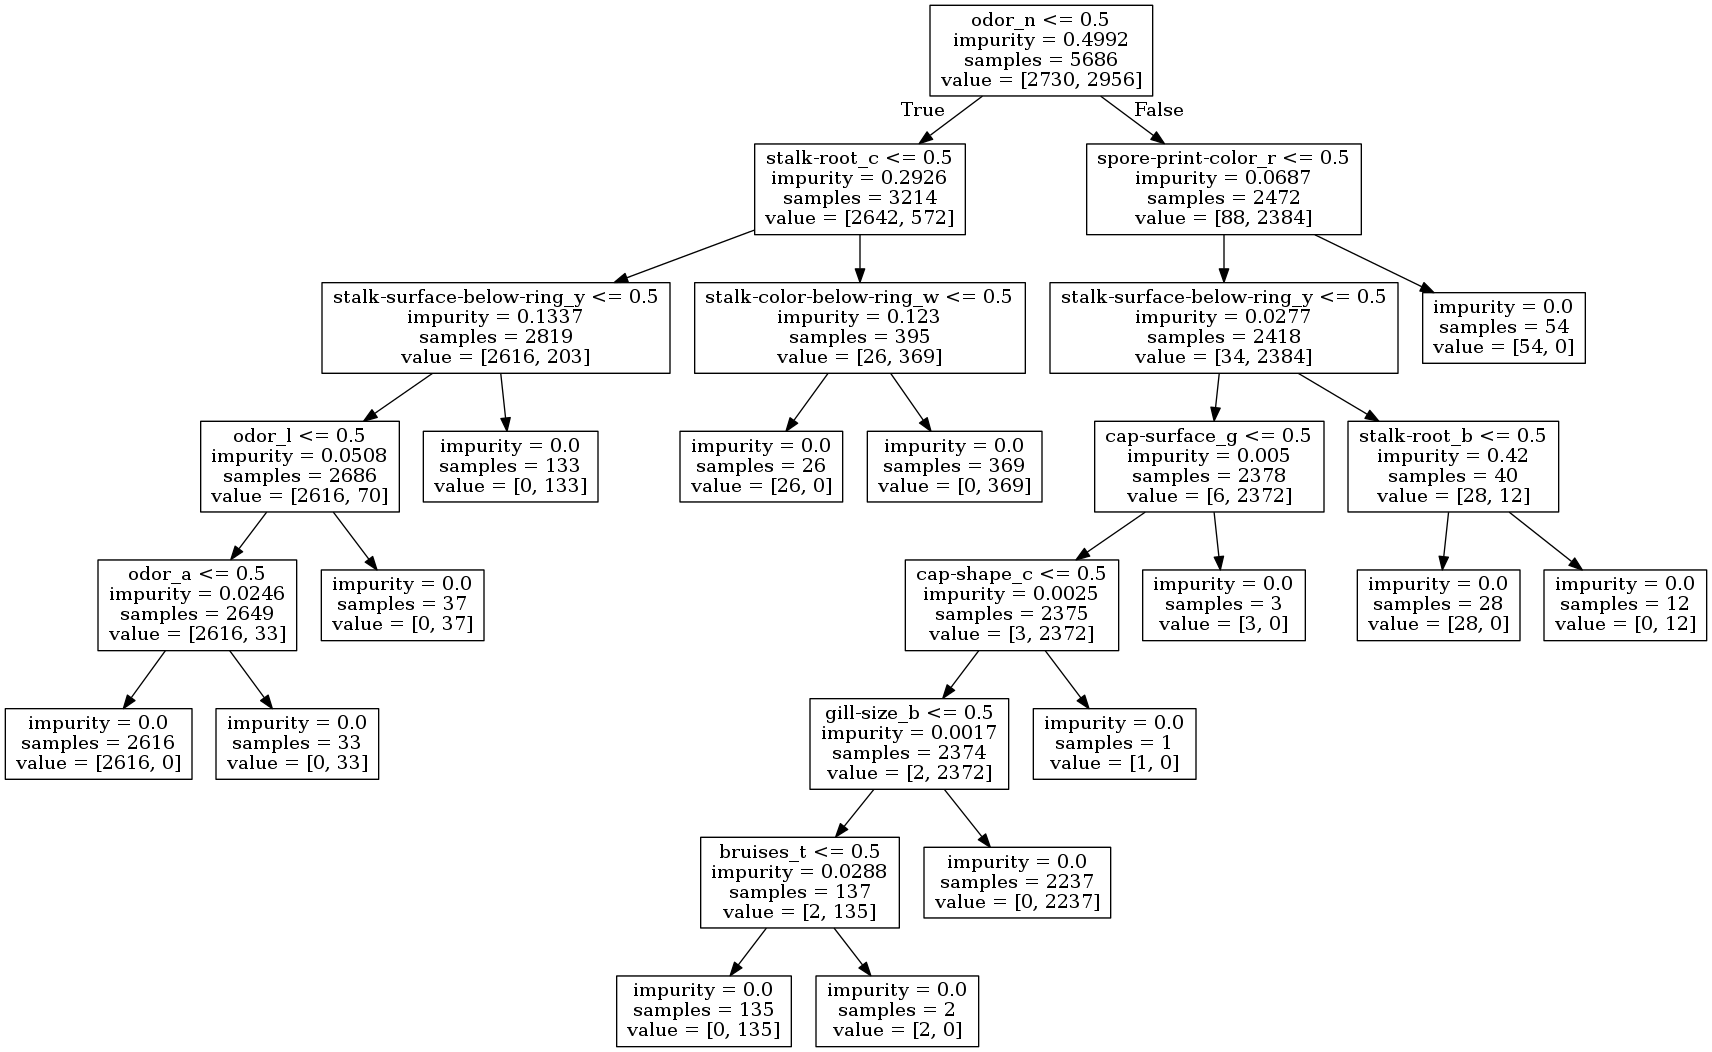 odor_n <= 0.5
impurity = 0.4992
samples = 5686
value = [2730, 2956]
True
False
stalk-root_c <= 0.5
impurity = 0.2926
samples = 3214
value = [2642, 572]
spore-print-color_r <= 0.5
impurity = 0.0687
samples = 2472
value = [88, 2384]
stalk-surface-below-ring_y <= 0.5
impurity = 0.1337
samples = 2819
value = [2616, 203]
stalk-color-below-ring_w <= 0.5
impurity = 0.123
samples = 395
value = [26, 369]
stalk-surface-below-ring_y <= 0.5
impurity = 0.0277
samples = 2418
value = [34, 2384]
impurity = 0.0
samples = 54
value = [54, 0]
odor_l <= 0.5
impurity = 0.0508
samples = 2686
value = [2616, 70]
impurity = 0.0
samples = 133
value = [0, 133]
impurity = 0.0
samples = 26
value = [26, 0]
impurity = 0.0
samples = 369
value = [0, 369]
cap-surface_g <= 0.5
impurity = 0.005
samples = 2378
value = [6, 2372]
stalk-root_b <= 0.5
impurity = 0.42
samples = 40
value = [28, 12]
odor_a <= 0.5
impurity = 0.0246
samples = 2649
value = [2616, 33]
impurity = 0.0
samples = 37
value = [0, 37]
cap-shape_c <= 0.5
impurity = 0.0025
samples = 2375
value = [3, 2372]
impurity = 0.0
samples = 3
value = [3, 0]
impurity = 0.0
samples = 28
value = [28, 0]
impurity = 0.0
samples = 12
value = [0, 12]
impurity = 0.0
samples = 2616
value = [2616, 0]
impurity = 0.0
samples = 33
value = [0, 33]
gill-size_b <= 0.5
impurity = 0.0017
samples = 2374
value = [2, 2372]
impurity = 0.0
samples = 1
value = [1, 0]
bruises_t <= 0.5
impurity = 0.0288
samples = 137
value = [2, 135]
impurity = 0.0
samples = 2237
value = [0, 2237]
impurity = 0.0
samples = 135
value = [0, 135]
impurity = 0.0
samples = 2
value = [2, 0]